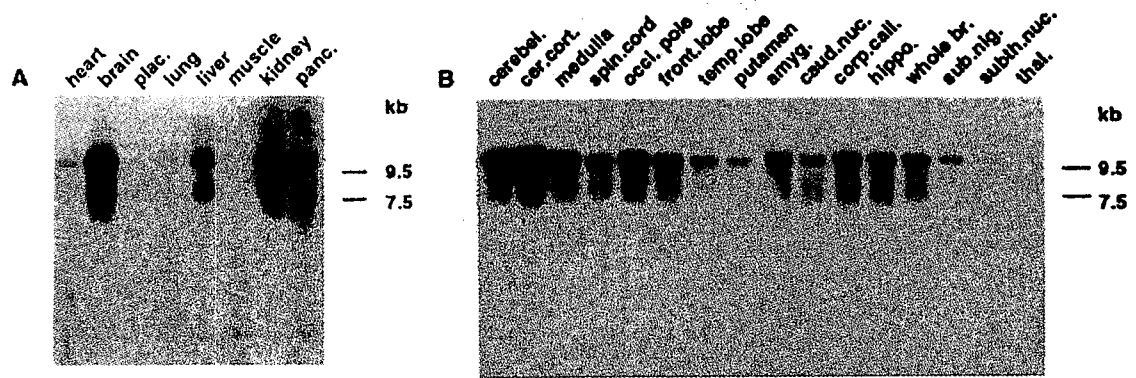 A
heart
brain
plac.
lung
liver
muscle
kidney
panc.
kb
9.5
7.5
B
cerebel.
cer.cort.
medulla
spin.cord
occi. pole
front.lobe
temp.lobe
putamen
amyg.
caud.nuc.
corp.call.
hippo.
whole br.
sub.nig.
subth.nuc.
thal.
kb
9.5
7.5